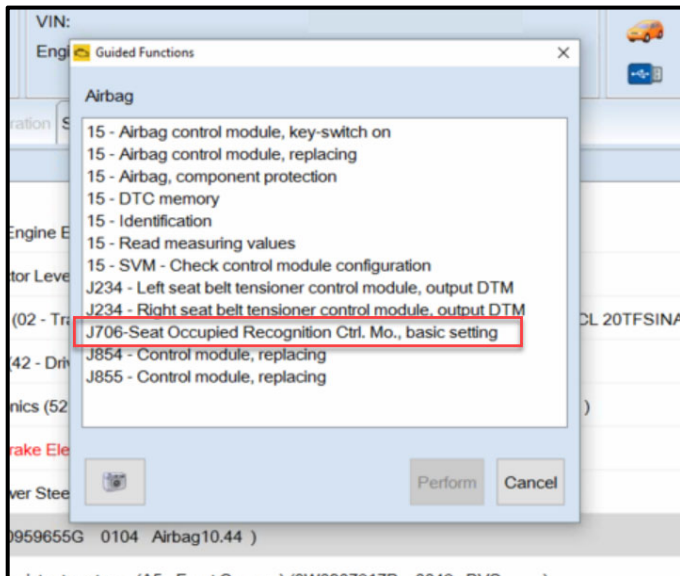 VIN:
Guided Functions
Airbag
15 - Airbag control module, key-switch on
15 - Airbag control module, replacing
15 - Airbag, component protection
15 - DTC memory
15 - Identification
15 - Read measuring values
15 - SVM - Check control module configuration
J234 - Left seat belt tensioner control module, output DTM
J234 - Right seat belt tensioner control module, output DTM
J706-Seat Occupied Recognition Ctrl. Mo., basic setting
J854 - Control module, replacing
J855 - Control module, replacing
Perform Cancel
Engine E
(02 - Tra CL 20TFSINA
(42 - Driv
nics (52 )
rake Ele
ver Stee
0959655G 0104 Airbag10.44 )